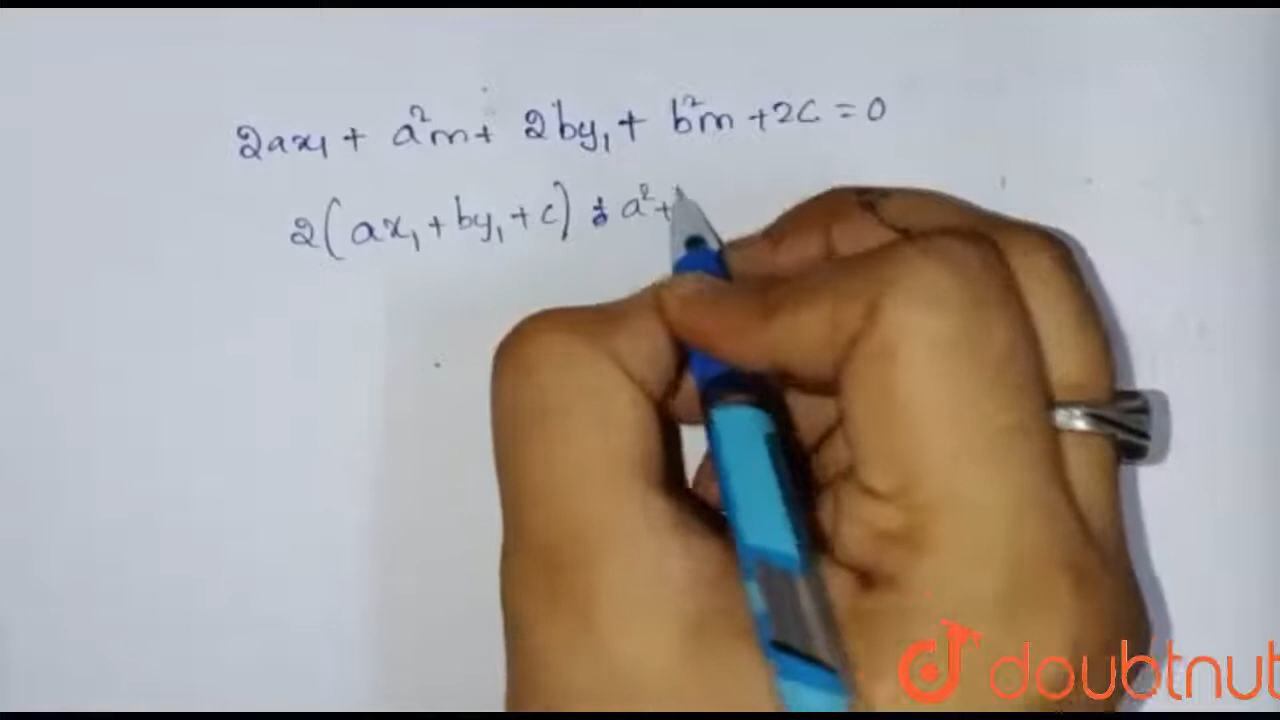 2ax₁ + a²m + 2by₁ + b²m + 2c = 0
2(ax₁ + by₁ + c) + a² +
doubtnut